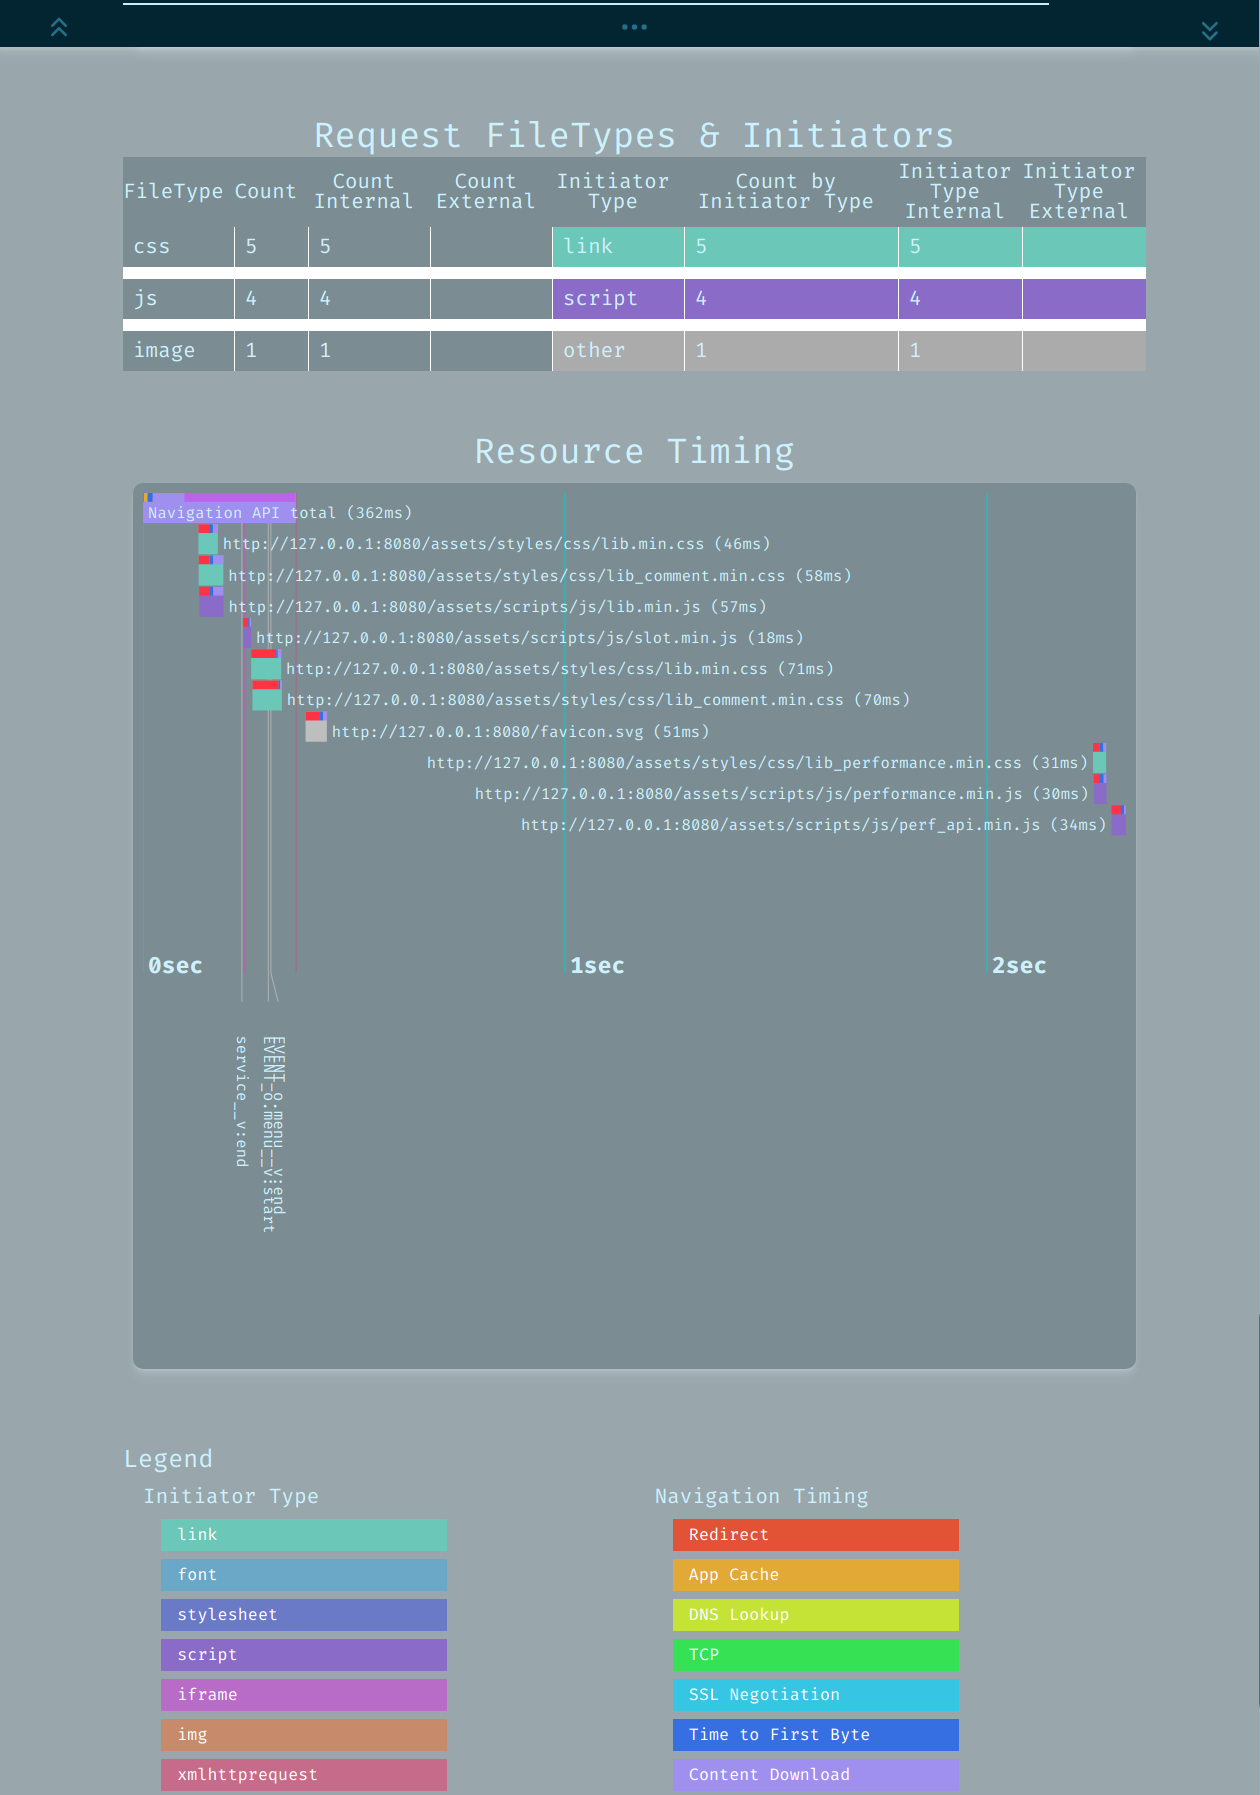 Request FileTypes & Initiators
FileType Count Count Internal Count External Initiator Type Count by Initiator Type Initiator Type Internal Initiator Type External
css 5 5 link 5 5
js 4 4 script 4 4
image 1 1 other 1 1
Resource Timing
Navigation API total (362ms)
http://127.0.0.1:8080/assets/styles/css/lib.min.css (46ms)
http://127.0.0.1:8080/assets/styles/css/lib_comment.min.css (58ms)
http://127.0.0.1:8080/assets/scripts/js/lib.min.js (57ms)
http://127.0.0.1:8080/assets/scripts/js/slot.min.js (18ms)
http://127.0.0.1:8080/assets/styles/css/lib.min.css (71ms)
http://127.0.0.1:8080/assets/styles/css/lib_comment.min.css (70ms)
http://127.0.0.1:8080/favicon.svg (51ms)
http://127.0.0.1:8080/assets/styles/css/lib_performance.min.css (31ms)
http://127.0.0.1:8080/assets/scripts/js/performance.min.js (30ms)
http://127.0.0.1:8080/assets/scripts/js/perf_api.min.js (34ms)
0sec 1sec 2sec
service__v:end
EVENT_o:menu__v:start
EVENT_o:menu__v:end
Legend
Initiator Type
link
font
stylesheet
script
iframe
img
xmlhttprequest
Navigation Timing
Redirect
App Cache
DNS Lookup
TCP
SSL Negotiation
Time to First Byte
Content Download